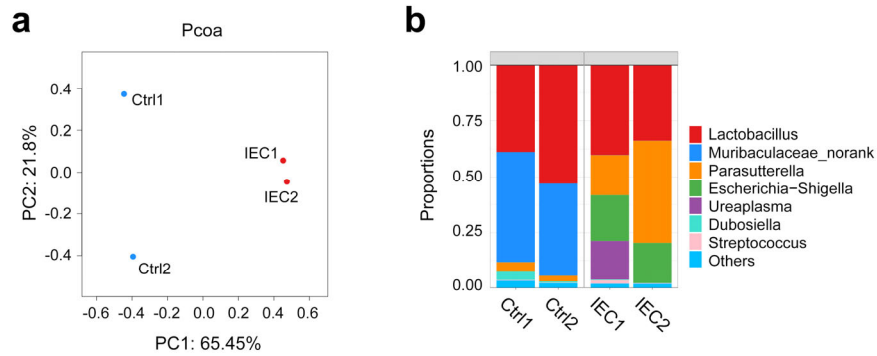 a
Pcoa
PC2: 21.8%
0.4
0.2
0.0
-0.2
-0.4
Ctrl1
IEC1
IEC2
Ctrl2
-0.6 -0.4 -0.2 0.0 0.2 0.4 0.6
PC1: 65.45%
b
Proportions
1.00
0.75
0.50
0.25
0.00
Ctrl1
Ctrl2
IEC1
IEC2
Lactobacillus
Muribaculaceae_norank
Parasutterella
Escherichia−Shigella
Ureaplasma
Dubosiella
Streptococcus
Others